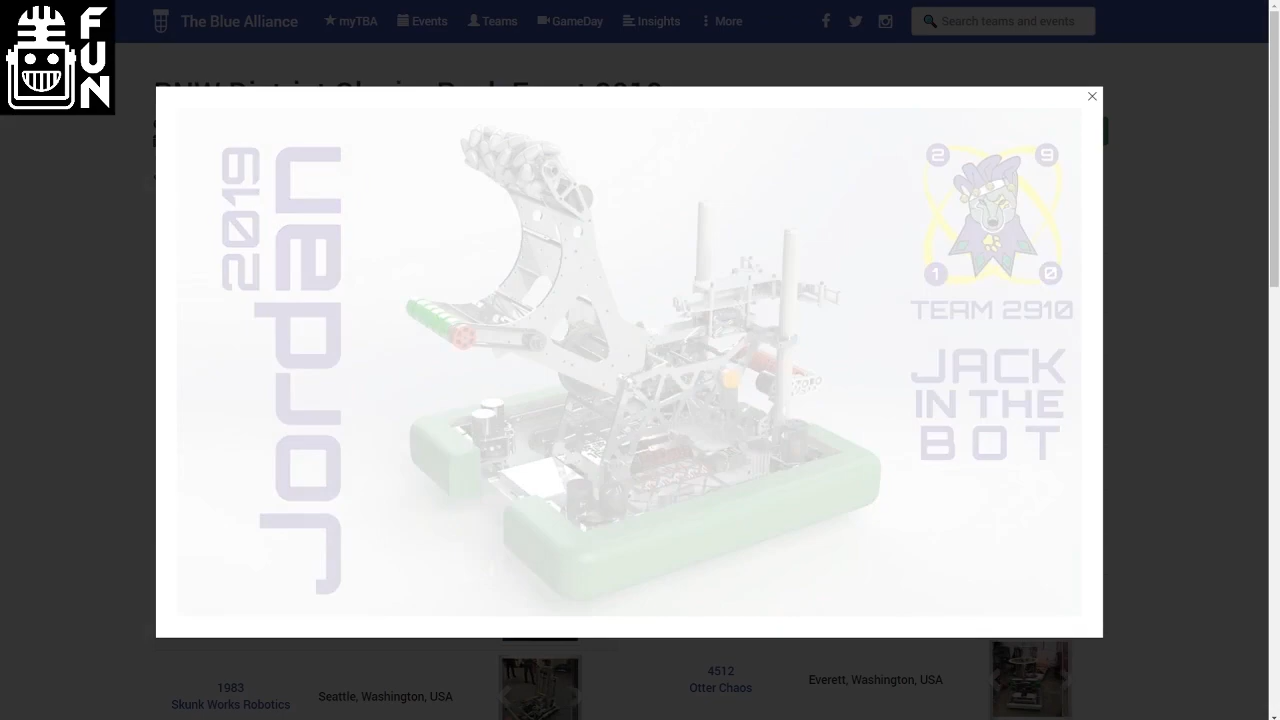 FUN
The Blue Alliance
myTBA
Events
Teams
GameDay
Insights
More
Search teams and events
2019
Jordan
2 9
1 0
TEAM 2910
JACK
IN THE
BOT
1983
Skunk Works Robotics
Seattle, Washington, USA
4512
Otter Chaos
Everett, Washington, USA